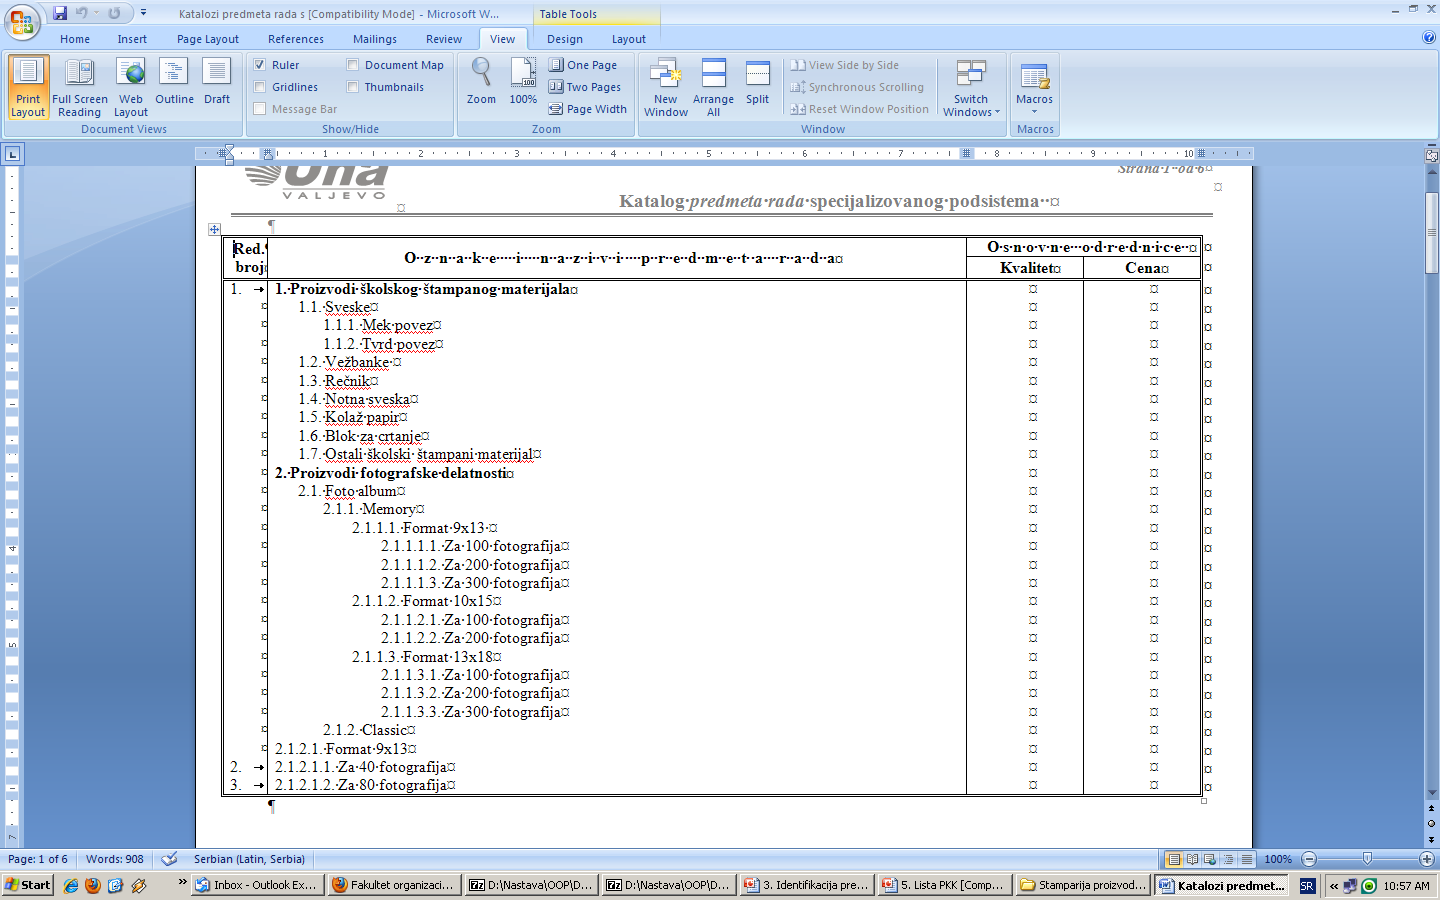 Katalozi predmeta rada s [Compatibility Mode] - Microsoft W...
Table Tools
Home Insert Page Layout References Mailings Review View Design Layout
Print Layout
Full Screen Reading
Web Layout
Outline
Draft
Document Views
Ruler
Gridlines
Message Bar
Document Map
Thumbnails
Show/Hide
Zoom
100%
One Page
Two Pages
Page Width
Zoom
New Window
Arrange All
Split
View Side by Side
Synchronous Scrolling
Reset Window Position
Window
Switch Windows
Macros
Macros
1 2 3 4 5 6 7 8 9 10
Una
VALJEVO
Strana 1 od 6
Katalog predmeta rada specijalizovanog podsistema
Red. broj
O z n a k e i n a z i v i p r e d m e t a r a d a
O s n o v n e o d r e d n i c e
Kvalitet
Cena
1. 1. Proizvodi školskog štampanog materijala
1.1. Sveske
1.1.1. Mek povez
1.1.2. Tvrd povez
1.2. Vežbanke
1.3. Rečnik
1.4. Notna sveska
1.5. Kolaž papir
1.6. Blok za crtanje
1.7. Ostali školski štampani materijal
2. Proizvodi fotografske delatnosti
2.1. Foto album
2.1.1. Memory
2.1.1.1. Format 9x13
2.1.1.1.1. Za 100 fotografija
2.1.1.1.2. Za 200 fotografija
2.1.1.1.3. Za 300 fotografija
2.1.1.2. Format 10x15
2.1.1.2.1. Za 100 fotografija
2.1.1.2.2. Za 200 fotografija
2.1.1.3. Format 13x18
2.1.1.3.1. Za 100 fotografija
2.1.1.3.2. Za 200 fotografija
2.1.1.3.3. Za 300 fotografija
2.1.2. Classic
2.1.2.1. Format 9x13
2. 2.1.2.1.1. Za 40 fotografija
3. 2.1.2.1.2. Za 80 fotografija
Page: 1 of 6 Words: 908 Serbian (Latin, Serbia) 100%
Start
Inbox - Outlook Ex...
Fakultet organizaci...
D:\Nastava\OOP\D...
D:\Nastava\OOP\D...
3. Identifikacija pre...
5. Lista PKK [Comp...
Stamparija proizvod...
Katalozi predmet...
SR
10:57 AM